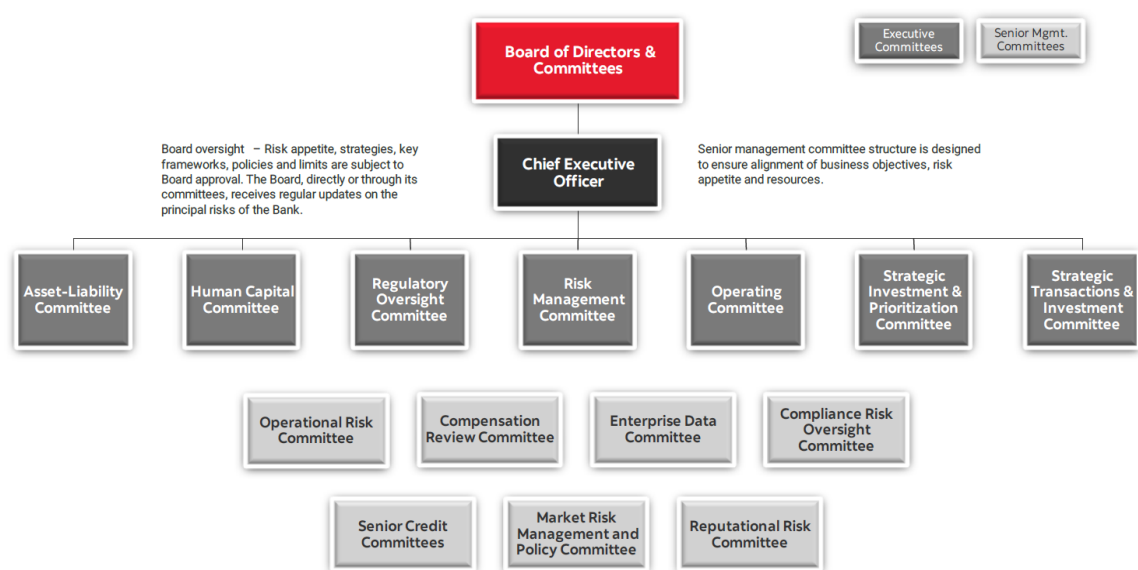 Board of Directors &
Committees
Executive
Committees
Senior Mgmt.
Committees
Board oversight – Risk appetite, strategies, key
frameworks, policies and limits are subject to
Board approval. The Board, directly or through its
committees, receives regular updates on the
principal risks of the Bank.
Chief Executive
Officer
Senior management committee structure is designed
to ensure alignment of business objectives, risk
appetite and resources.
Asset-Liability
Committee
Human Capital
Committee
Regulatory
Oversight
Committee
Risk
Management
Committee
Operating
Committee
Strategic
Investment &
Prioritization
Committee
Strategic
Transactions &
Investment
Committee
Operational Risk
Committee
Compensation
Review Committee
Enterprise Data
Committee
Compliance Risk
Oversight
Committee
Senior Credit
Committees
Market Risk
Management and
Policy Committee
Reputational Risk
Committee